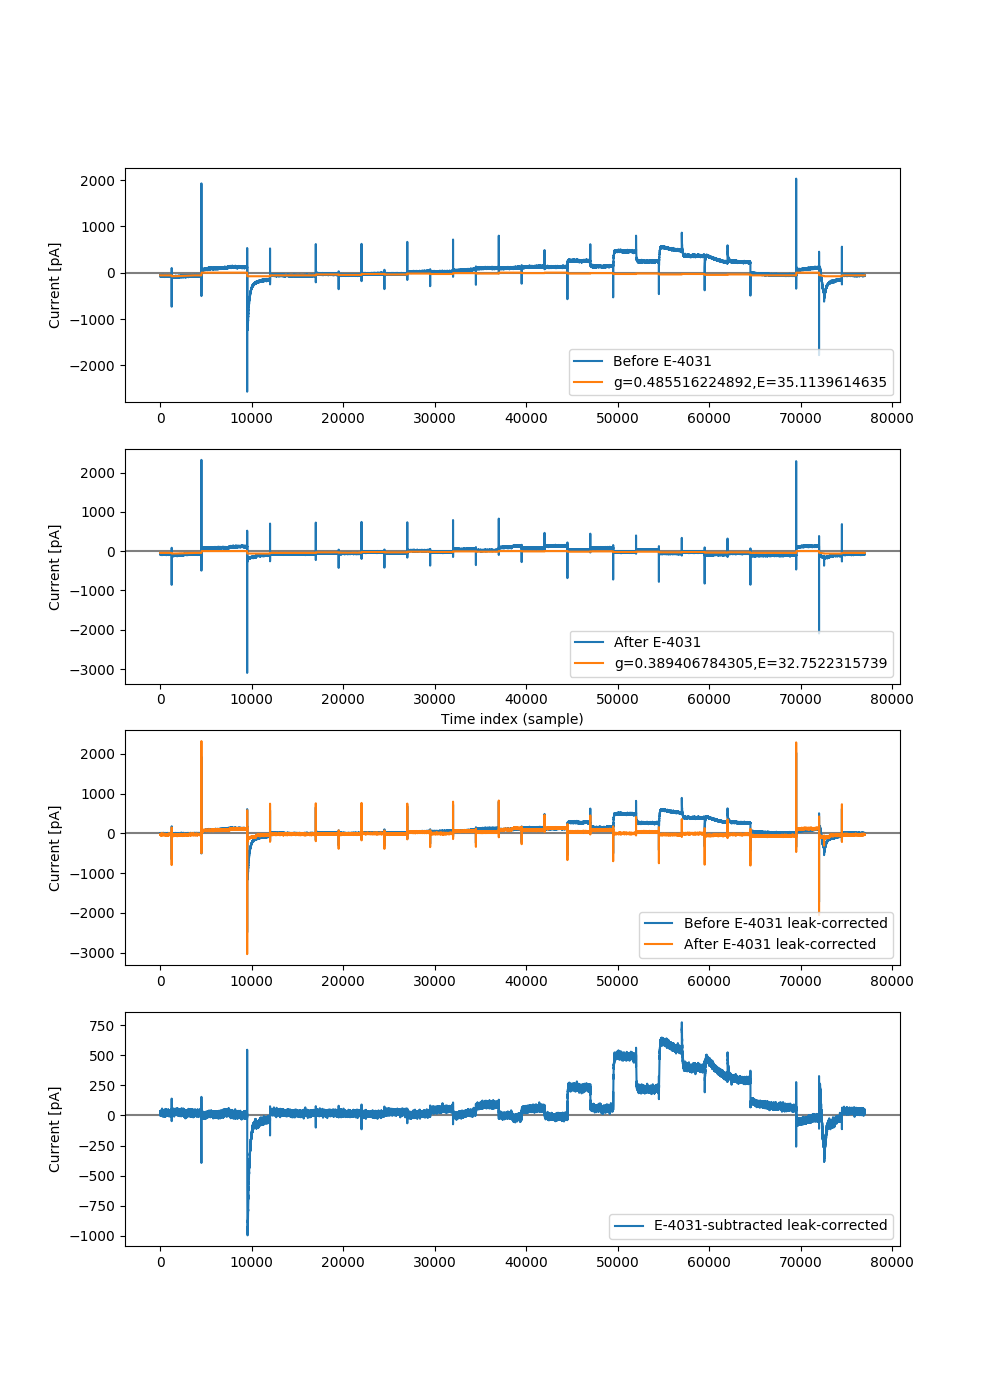 2000
1000
0
−1000
−2000
Current [pA]
Before E-4031
g=0.485516224892,E=35.1139614635
0 10000 20000 30000 40000 50000 60000 70000 80000
2000
1000
0
−1000
−2000
−3000
Current [pA]
After E-4031
g=0.389406784305,E=32.7522315739
0 10000 20000 30000 40000 50000 60000 70000 80000
Time index (sample)
2000
1000
0
−1000
−2000
−3000
Current [pA]
Before E-4031 leak-corrected
After E-4031 leak-corrected
0 10000 20000 30000 40000 50000 60000 70000 80000
750
500
250
0
−250
−500
−750
−1000
Current [pA]
E-4031-subtracted leak-corrected
0 10000 20000 30000 40000 50000 60000 70000 80000